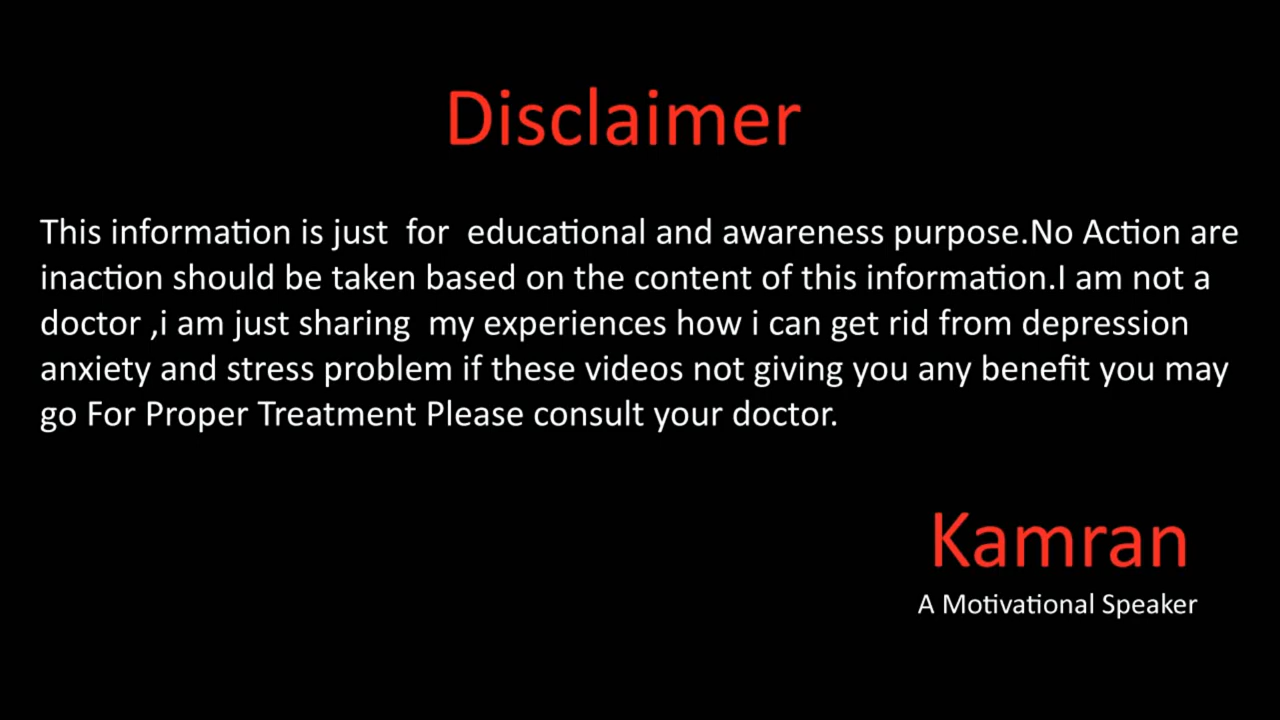 Disclaimer
This information is just  for  educational and awareness purpose.No Action are
inaction should be taken based on the content of this information.I am not a
doctor ,i am just sharing  my experiences how i can get rid from depression
anxiety and stress problem if these videos not giving you any benefit you may
go For Proper Treatment Please consult your doctor.
Kamran
A Motivational Speaker